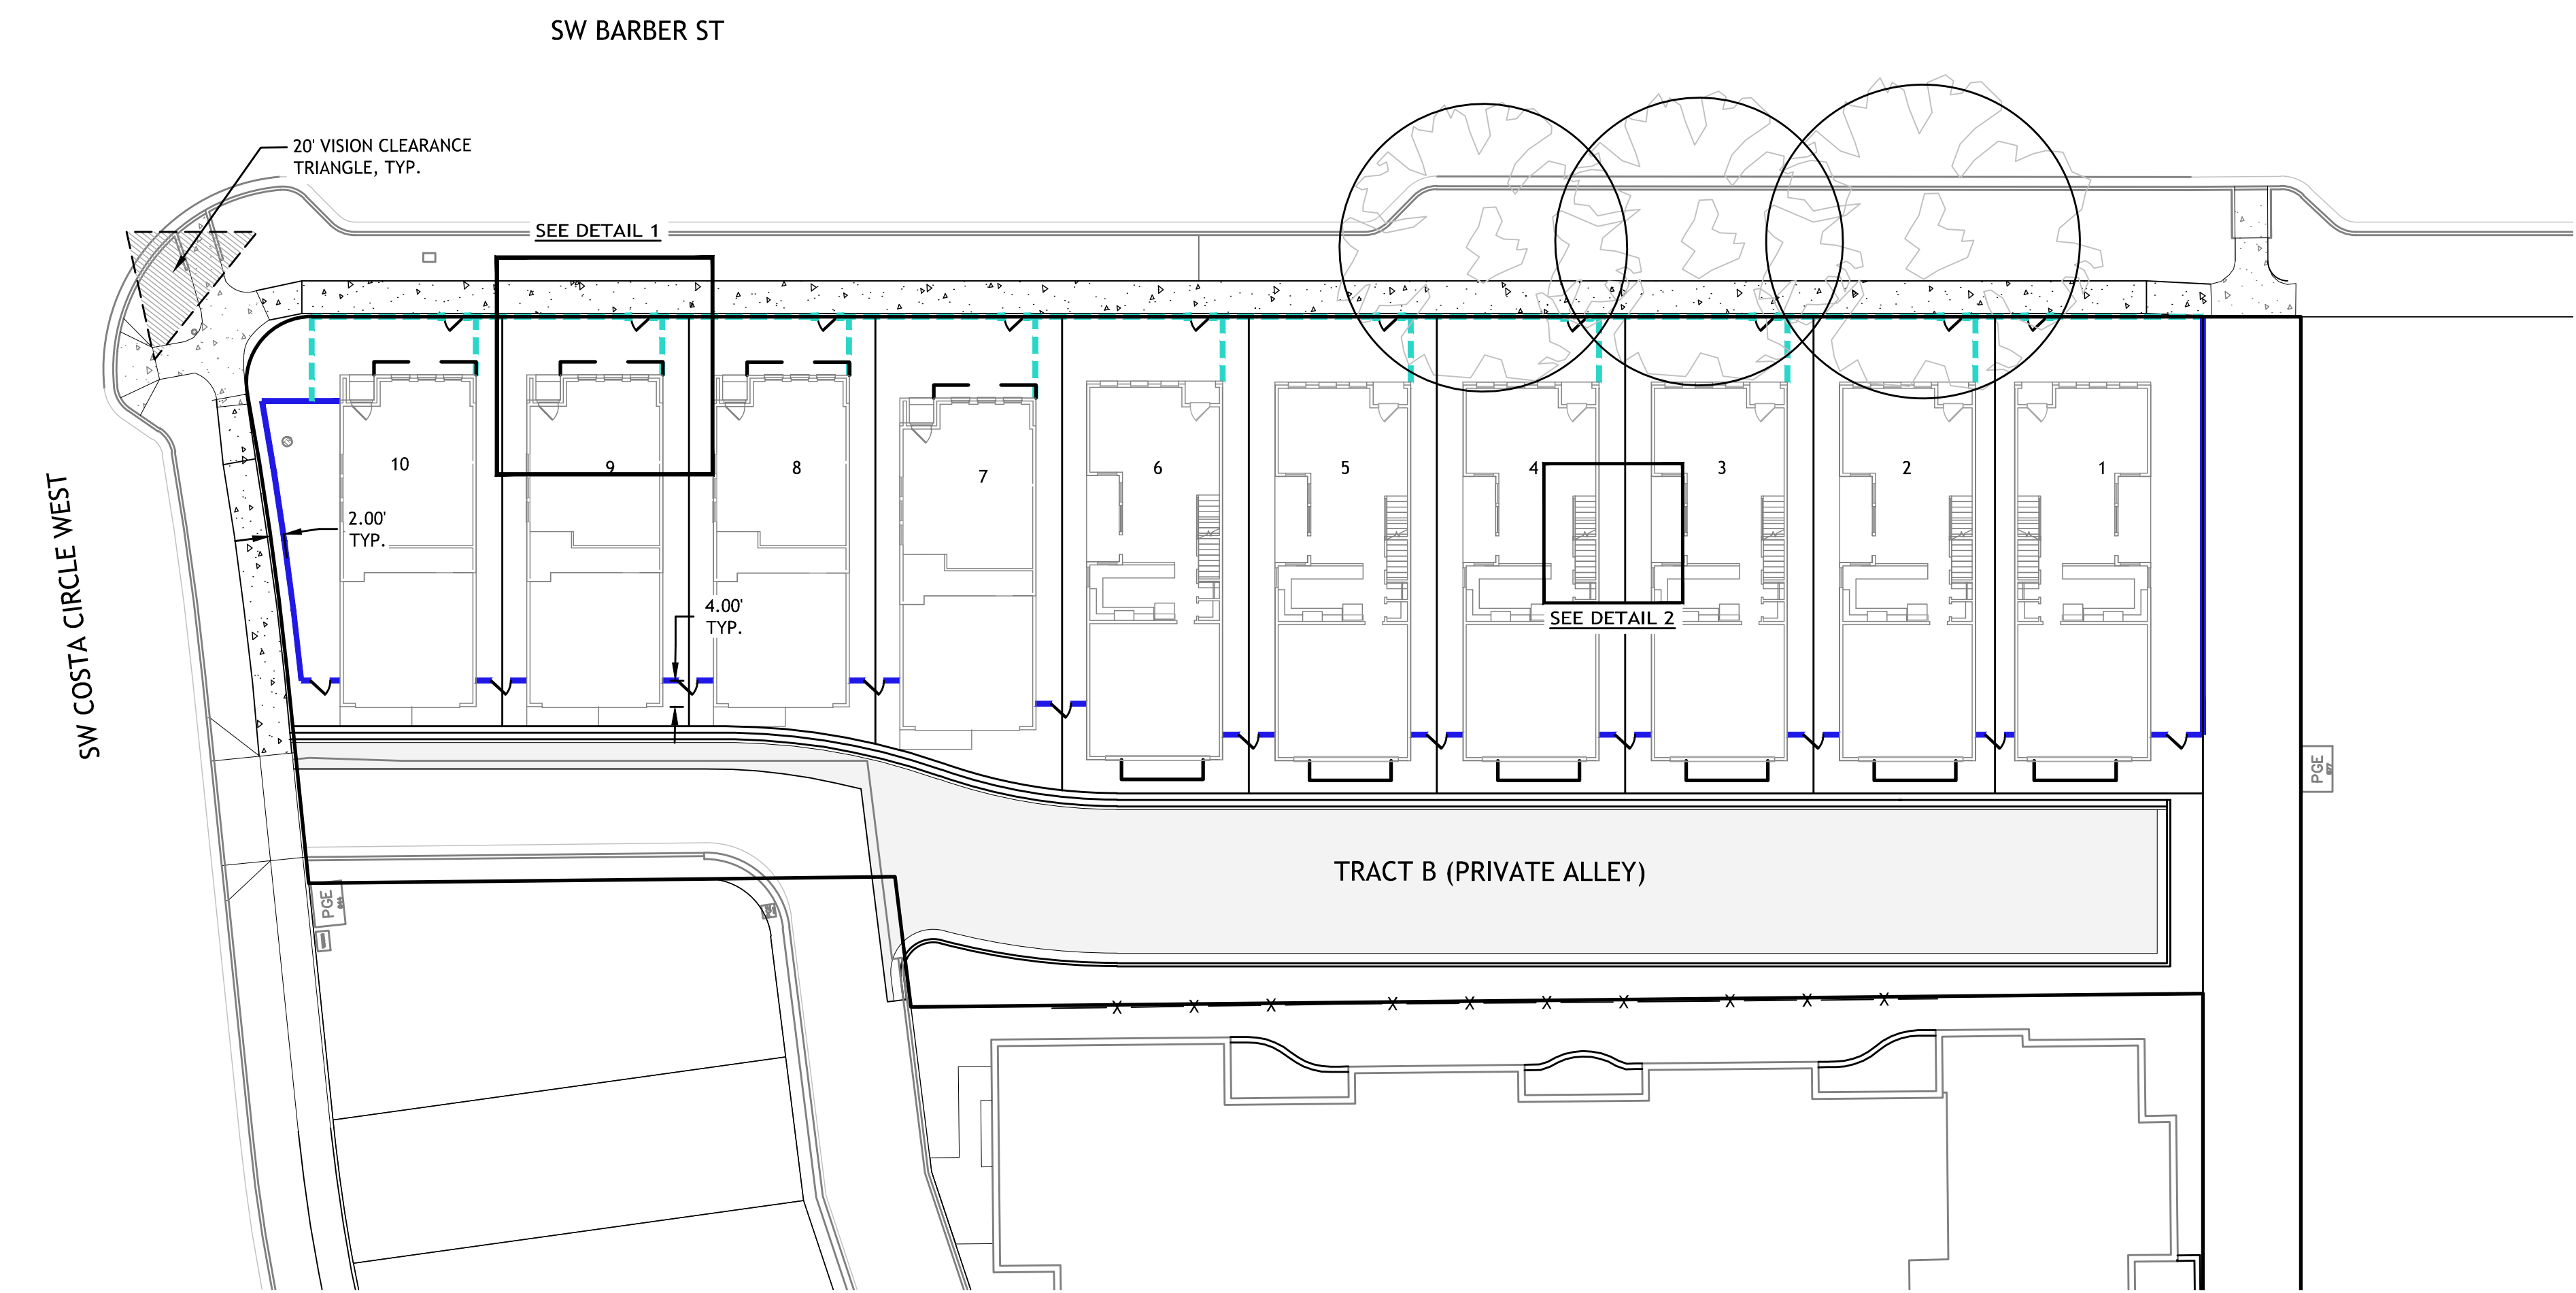 SW BARBER ST
20' VISION CLEARANCE
TRIANGLE, TYP.
SEE DETAIL 1
10
9
8
7
6
5
4
3
2
1
SW COSTA CIRCLE WEST
2.00'
TYP.
4.00'
TYP.
SEE DETAIL 2
PGE
TRACT B (PRIVATE ALLEY)
PGE
X X X X X X X X X X